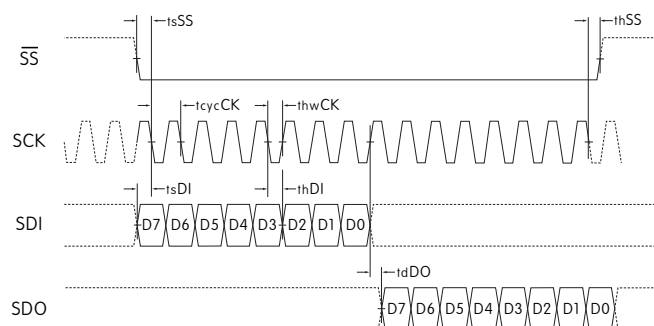 tsSS
thSS
SS
tcycCK
thwCK
SCK
tsDI
thDI
SDI
D7 D6 D5 D4 D3 D2 D1 D0
tdDO
SDO
D7 D6 D5 D4 D3 D2 D1 D0